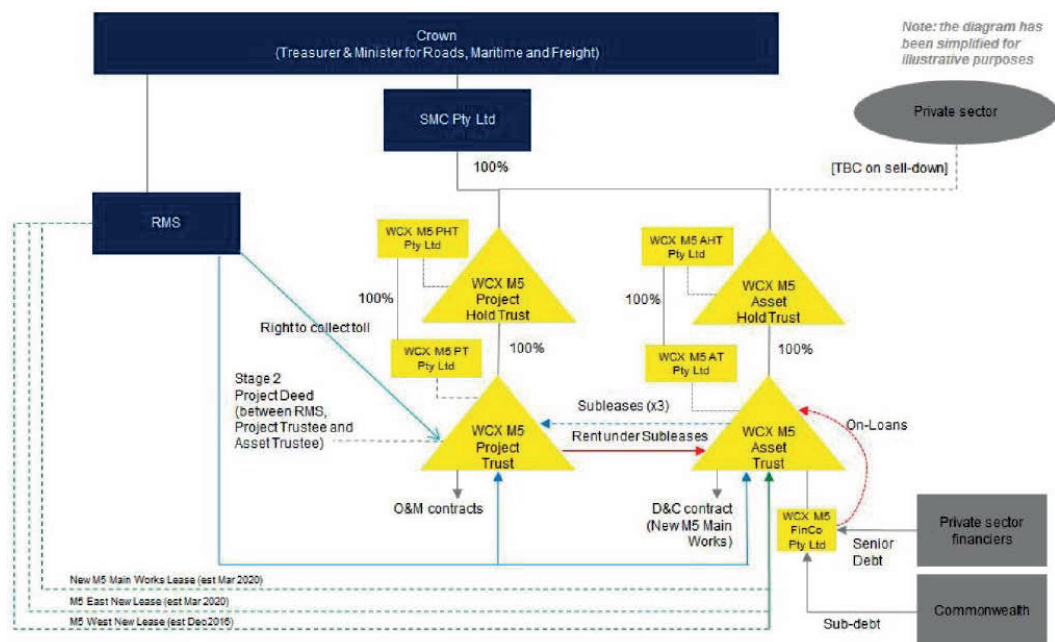 Crown
(Treasurer & Minister for Roads, Maritime and Freight)
Note: the diagram has
been simplified for
illustrative purposes
SMC Pty Ltd
Private sector
100%
[TBC on sell-down]
RMS
WCX M5 PHT
Pty Ltd
WCX M5 AHT
Pty Ltd
WCX M5
Project
Hold Trust
WCX M5
Asset
Hold Trust
100%
100%
Right to collect toll
100%
100%
WCX M5 PT
Pty Ltd
WCX M5 AT
Pty Ltd
Stage 2
Project Deed
(between RMS,
Project Trustee and
Asset Trustee)
Subleases (x3)
On-Loans
WCX M5
Project
Trust
Rent under Subleases
WCX M5
Asset
Trust
O&M contracts
D&C contract
(New M5 Main
Works)
WCX M5
FinCo
Pty Ltd
Senior
Debt
Private sector
financiers
New M5 Main Works Lease (est Mar 2020)
M5 East New Lease (est Mar 2020)
M5 West New Lease (est Dec 2016)
Sub-debt
Commonwealth